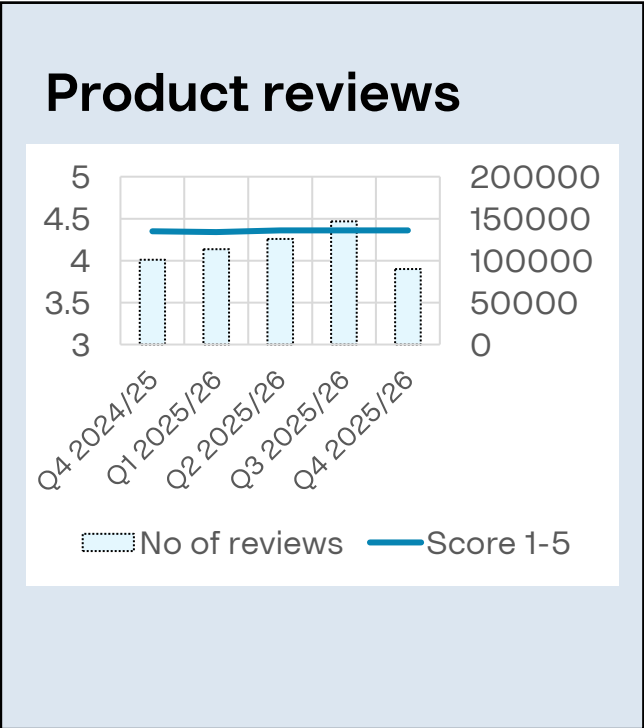 Product reviews
5
4.5
4
3.5
3
200000
150000
100000
50000
0
Q4 2024/25
Q1 2025/26
Q2 2025/26
Q3 2025/26
Q4 2025/26
No of reviews
Score 1-5